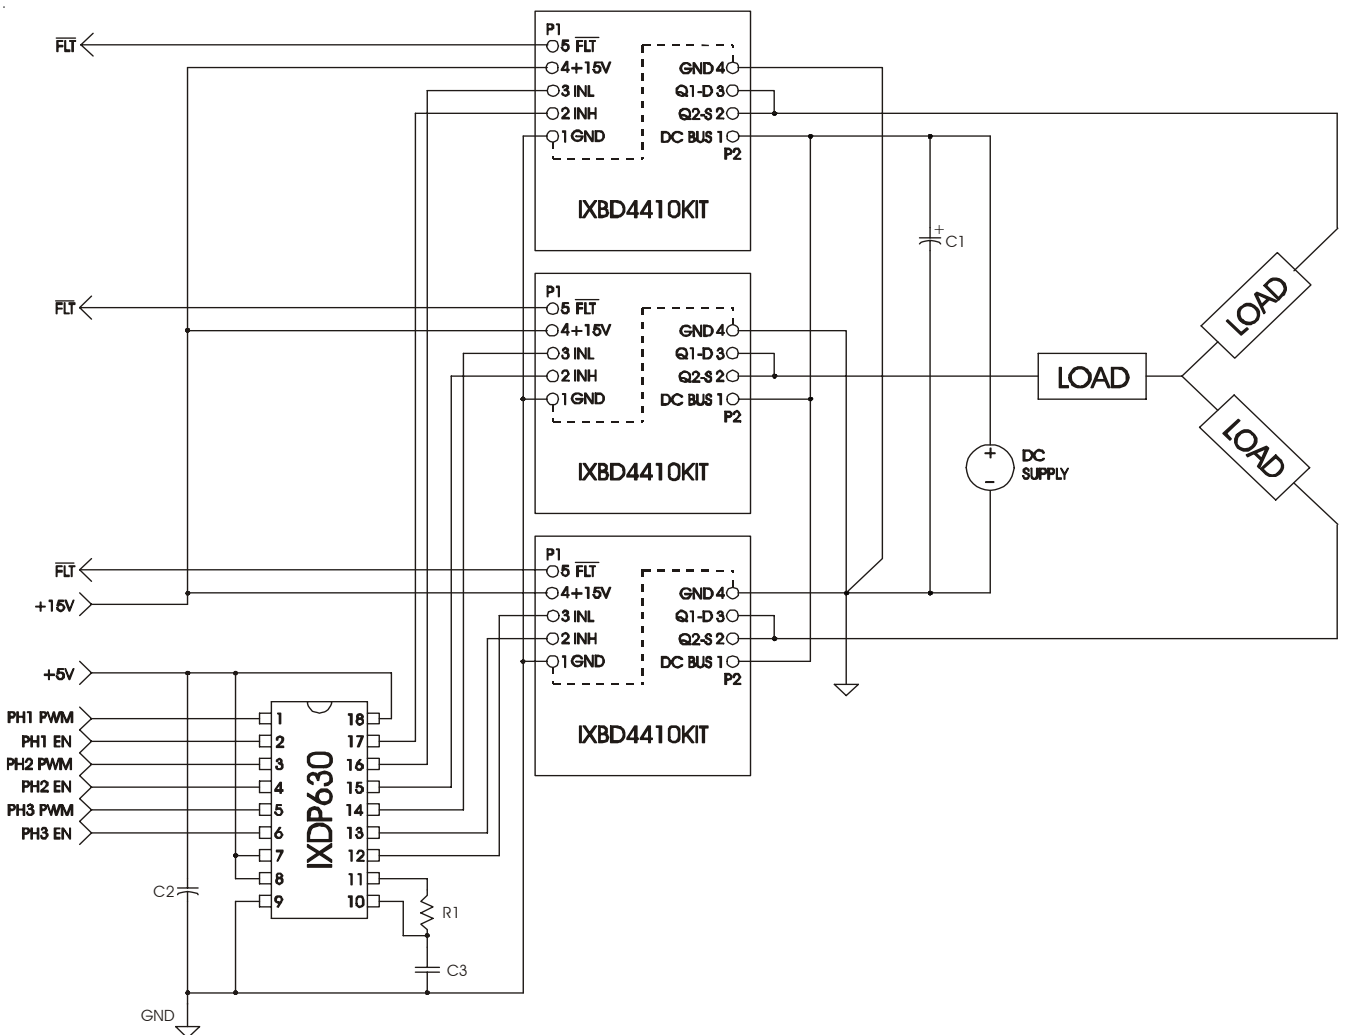 P1
FLT
5 FLT
4+15V
3 INL
2 INH
1 GND
GND 4
Q1-D 3
Q2-S 2
DC BUS 1
P2
IXBD4410KIT
+
C1
LOAD
P1
FLT
5 FLT
4+15V
3 INL
2 INH
1 GND
GND 4
Q1-D 3
Q2-S 2
DC BUS 1
P2
IXBD4410KIT
LOAD
LOAD
+
−
DC
SUPPLY
P1
FLT
5 FLT
4+15V
3 INL
2 INH
1 GND
GND 4
Q1-D 3
Q2-S 2
DC BUS 1
P2
IXBD4410KIT
+15V
+5V
PH1 PWM
PH1 EN
PH2 PWM
PH2 EN
PH3 PWM
PH3 EN
1
2
3
4
5
6
7
8
9
IXDP630
18
17
16
15
14
13
12
11
10
C2
R1
C3
GND